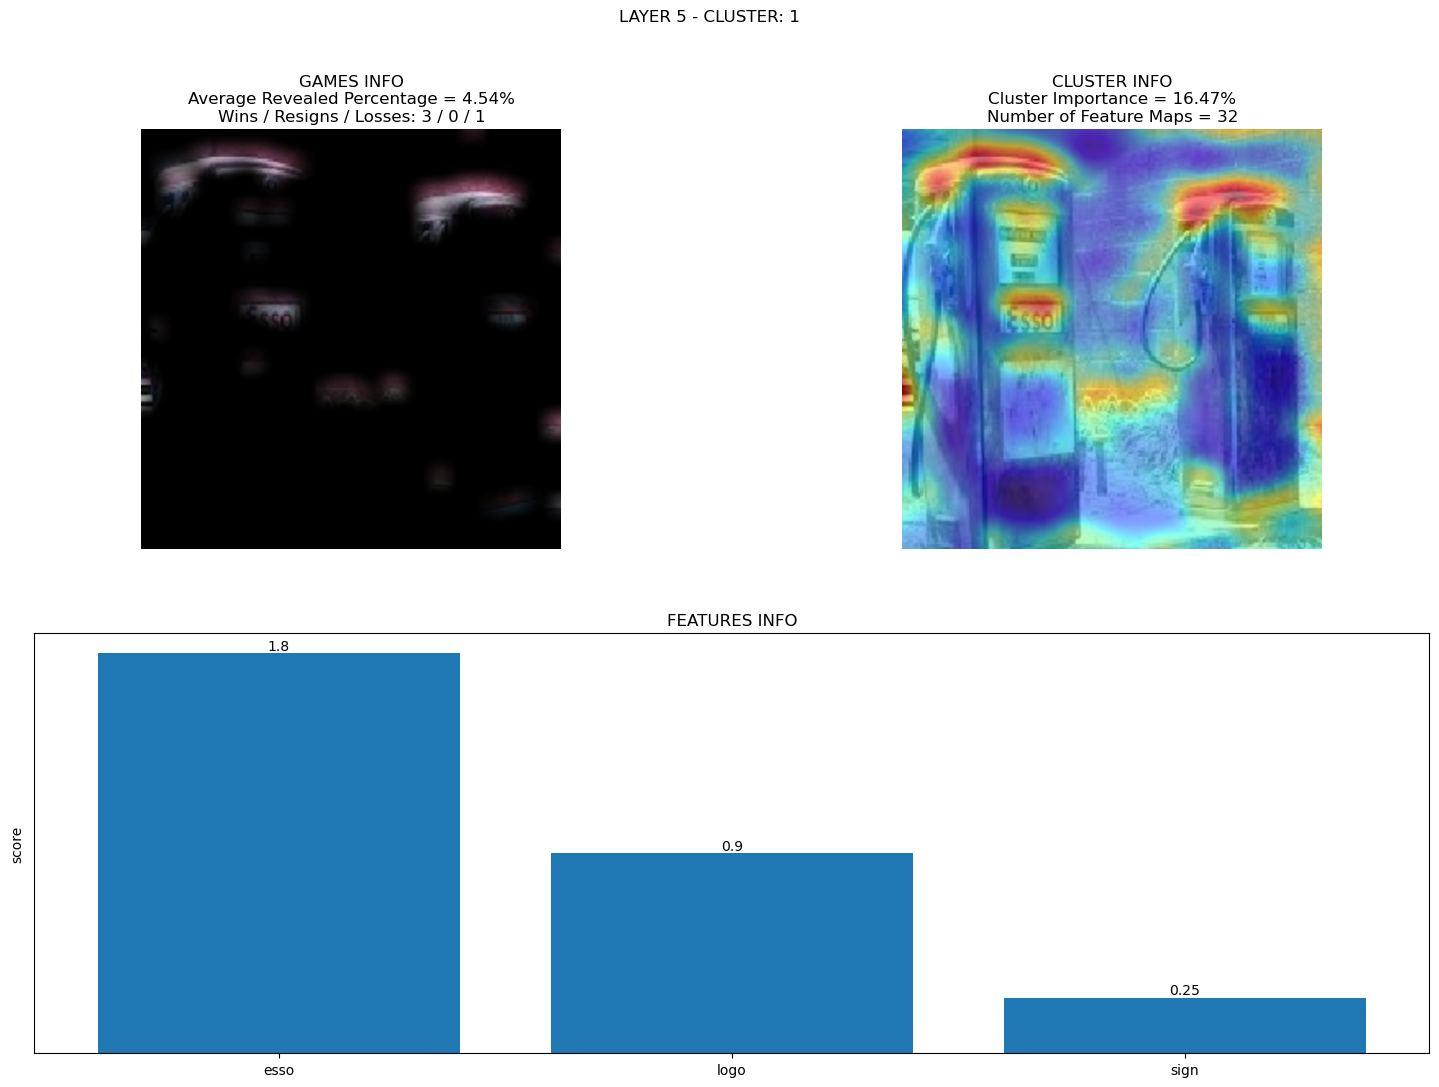 LAYER 5 - CLUSTER: 1
GAMES INFO
Average Revealed Percentage = 4.54%
Wins / Resigns / Losses: 3 / 0 / 1
CLUSTER INFO
Cluster Importance = 16.47%
Number of Feature Maps = 32
ESSO
ESSO
FEATURES INFO
score
1.8
0.9
0.25
esso
logo
sign